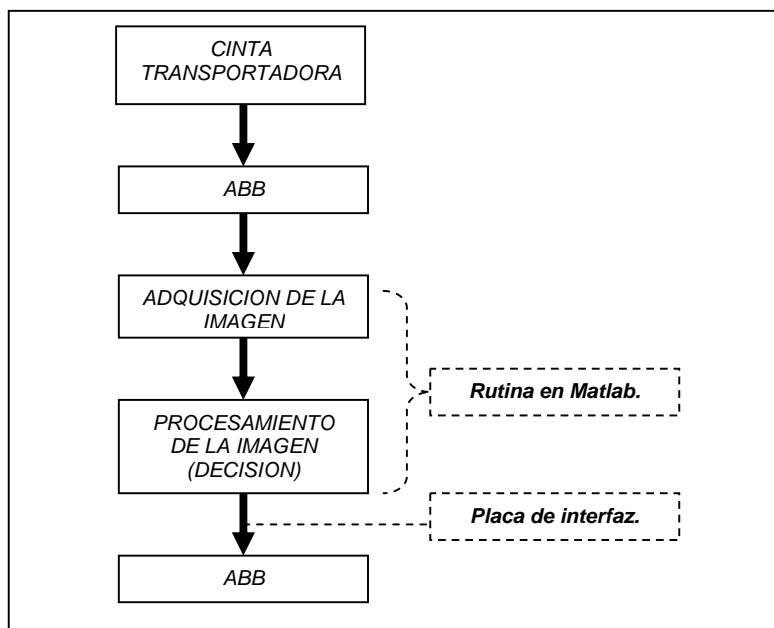 CINTA
TRANSPORTADORA
ABB
ADQUISICION DE LA
IMAGEN
Rutina en Matlab.
PROCESAMIENTO
DE LA IMAGEN
(DECISION)
Placa de interfaz.
ABB